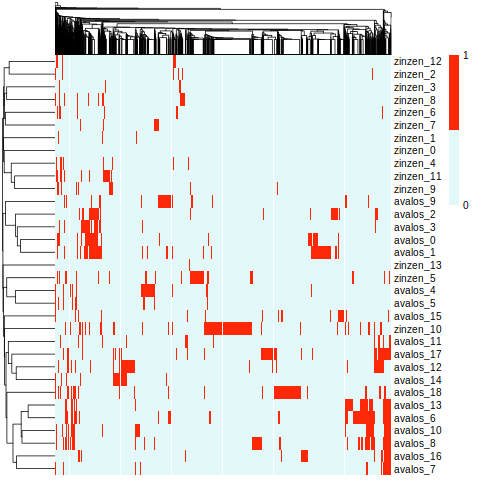 1
0
zinzen_12
zinzen_2
zinzen_3
zinzen_8
zinzen_6
zinzen_7
zinzen_1
zinzen_0
zinzen_4
zinzen_11
zinzen_9
avalos_9
avalos_2
avalos_3
avalos_0
avalos_1
zinzen_13
zinzen_5
avalos_4
avalos_5
avalos_15
zinzen_10
avalos_11
avalos_17
avalos_12
avalos_14
avalos_18
avalos_13
avalos_6
avalos_10
avalos_8
avalos_16
avalos_7